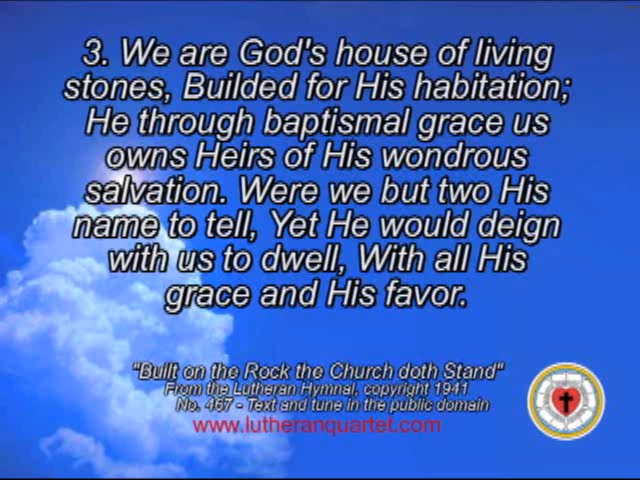 3. We are God's house of living
stones, Builded for His habitation;
He through baptismal grace us
owns Heirs of His wondrous
salvation. Were we but two His
name to tell, Yet He would deign
with us to dwell, With all His
grace and His favor.
"Built on the Rock the Church doth Stand"
From the Lutheran Hymnal, copyright 1941
No. 467 - Text and tune in the public domain
www.lutheranquartet.com